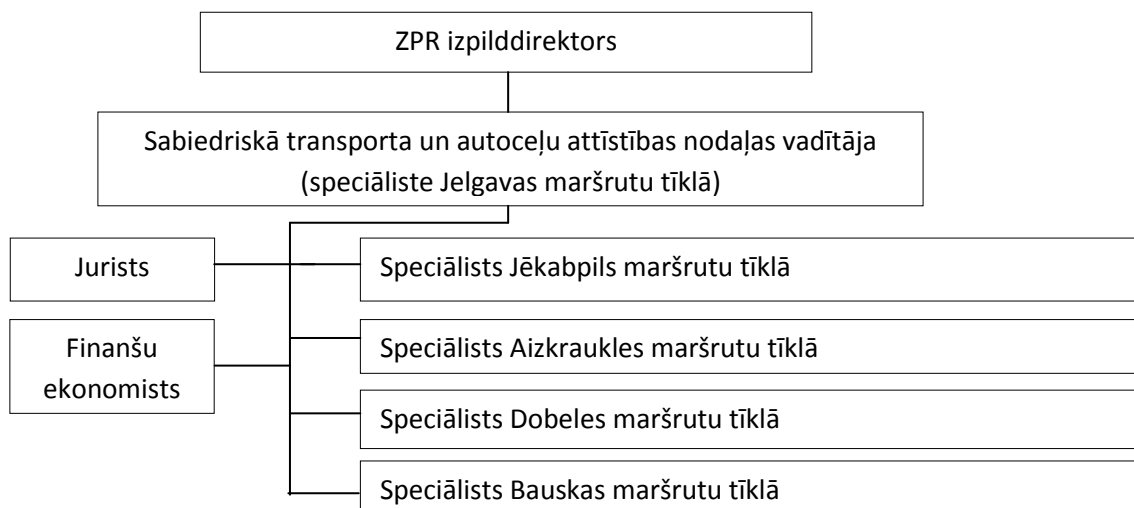 ZPR izpilddirektors
Sabiedriskā transporta un autoceļu attīstības nodaļas vadītāja
(speciāliste Jelgavas maršrutu tīklā)
Jurists
Speciālists Jēkabpils maršrutu tīklā
Finanšu
ekonomists
Speciālists Aizkraukles maršrutu tīklā
Speciālists Dobeles maršrutu tīklā
Speciālists Bauskas maršrutu tīklā